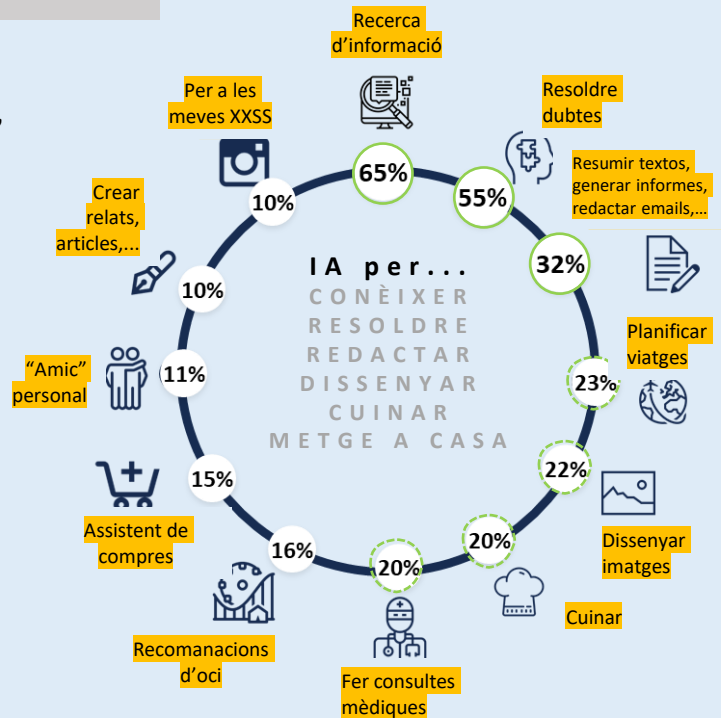 Recerca
d’informació
65%
Resoldre
dubtes
55%
Resumir textos,
generar informes,
redactar emails,…
32%
Planificar
viatges
23%
Dissenyar
imatges
22%
Cuinar
20%
Fer consultes
mèdiques
20%
Recomanacions
d’oci
16%
Assistent de
compres
15%
“Amic”
personal
11%
Crear
relats,
articles,...
10%
Per a les
meves XXSS
10%
IA per...
CONÈIXER
RESOLDRE
REDACTAR
DISSENYAR
CUINAR
METGE A CASA
,